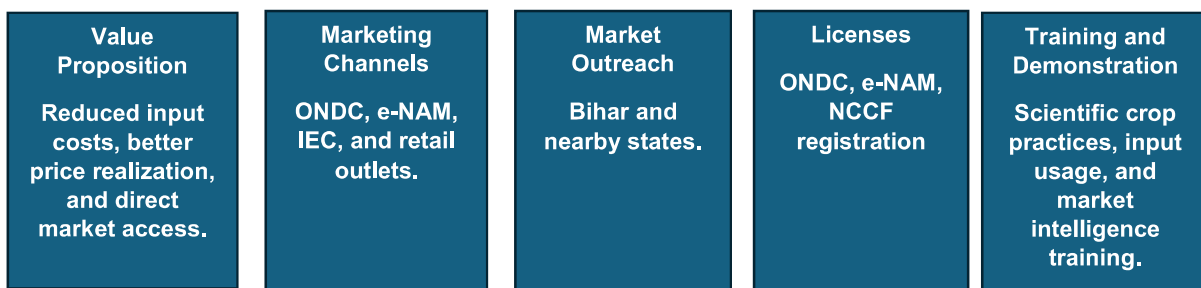 Value
Proposition
Reduced input
costs, better
price realization,
and direct
market access.
Marketing
Channels
ONDC, e-NAM,
IEC, and retail
outlets.
Market
Outreach
Bihar and
nearby states.
Licenses
ONDC, e-NAM,
NCCF
registration
Training and
Demonstration
Scientific crop
practices, input
usage, and
market
intelligence
training.